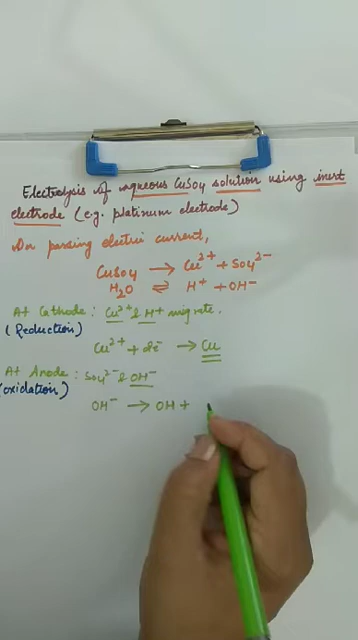 Electrolysis of aqueous CuSO4 solution using inert
electrode (e.g. platinum electrode)
On passing electric current,
CuSO4 → Cu²⁺ + SO4²⁻
H2O ⇌ H⁺ + OH⁻
At Cathode : Cu²⁺ & H⁺ migrate.
(Reduction)
Cu²⁺ + 2e⁻ → Cu
At Anode : SO4²⁻ & OH⁻
(oxidation)
OH⁻ → OH +